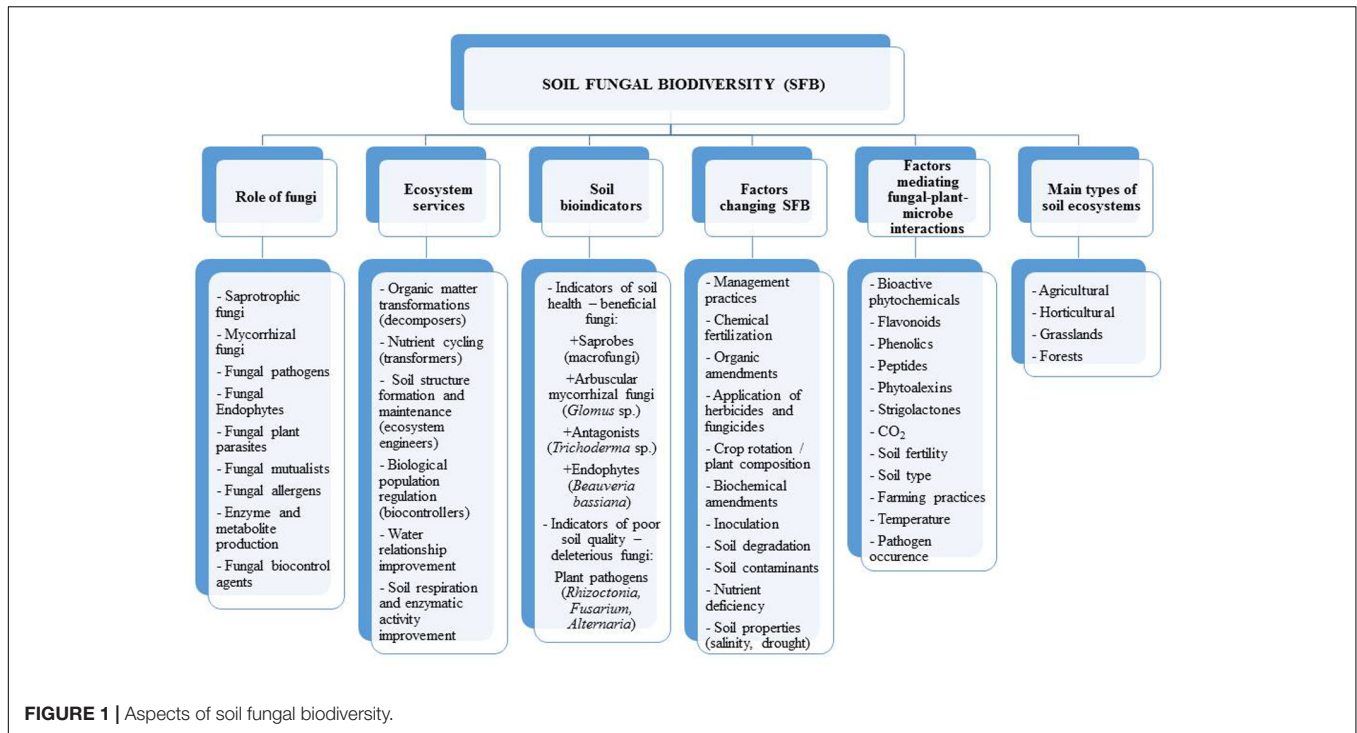 SOIL FUNGAL BIODIVERSITY (SFB)
Role of fungi
Ecosystem
services
Soil
bioindicators
Factors
changing SFB
Factors
mediating
fungal-plant-
microbe
interactions
Main types of
soil ecosystems
- Saprotrophic
fungi
- Mycorrhizal
fungi
- Fungal pathogens
- Fungal
Endophytes
- Fungal plant
parasites
- Fungal mutualists
- Fungal allergens
- Enzyme and
metabolite
production
- Fungal biocontrol
agents
- Organic matter
transformations
(decomposers)
- Nutrient cycling
(transformers)
- Soil structure
formation and
maintenance
(ecosystem
engineers)
- Biological
population
regulation
(biocontrollers)
- Water
relationship
improvement
- Soil respiration
and enzymatic
activity
improvement
- Indicators of soil
health – beneficial
fungi:
+Saprobes
(macrofungi)
+Arbuscular
mycorrhizal fungi
(Glomus sp.)
+Antagonists
(Trichoderma sp.)
+Endophytes
(Beauveria
bassiana)
- Indicators of poor
soil quality –
deleterious fungi:
Plant pathogens
(Rhizoctonia,
Fusarium,
Alternaria)
- Management
practices
- Chemical
fertilization
- Organic
amendments
- Application of
herbicides and
fungicides
- Crop rotation /
plant composition
- Biochemical
amendments
- Inoculation
- Soil degradation
- Soil contaminants
- Nutrient
deficiency
- Soil properties
(salinity, drought)
- Bioactive
phytochemicals
- Flavonoids
- Phenolics
- Peptides
- Phytoalexins
- Strigolactones
- CO₂
- Soil fertility
- Soil type
- Farming practices
- Temperature
- Pathogen
occurence
- Agricultural
- Horticultural
- Grasslands
- Forests
FIGURE 1 | Aspects of soil fungal biodiversity.